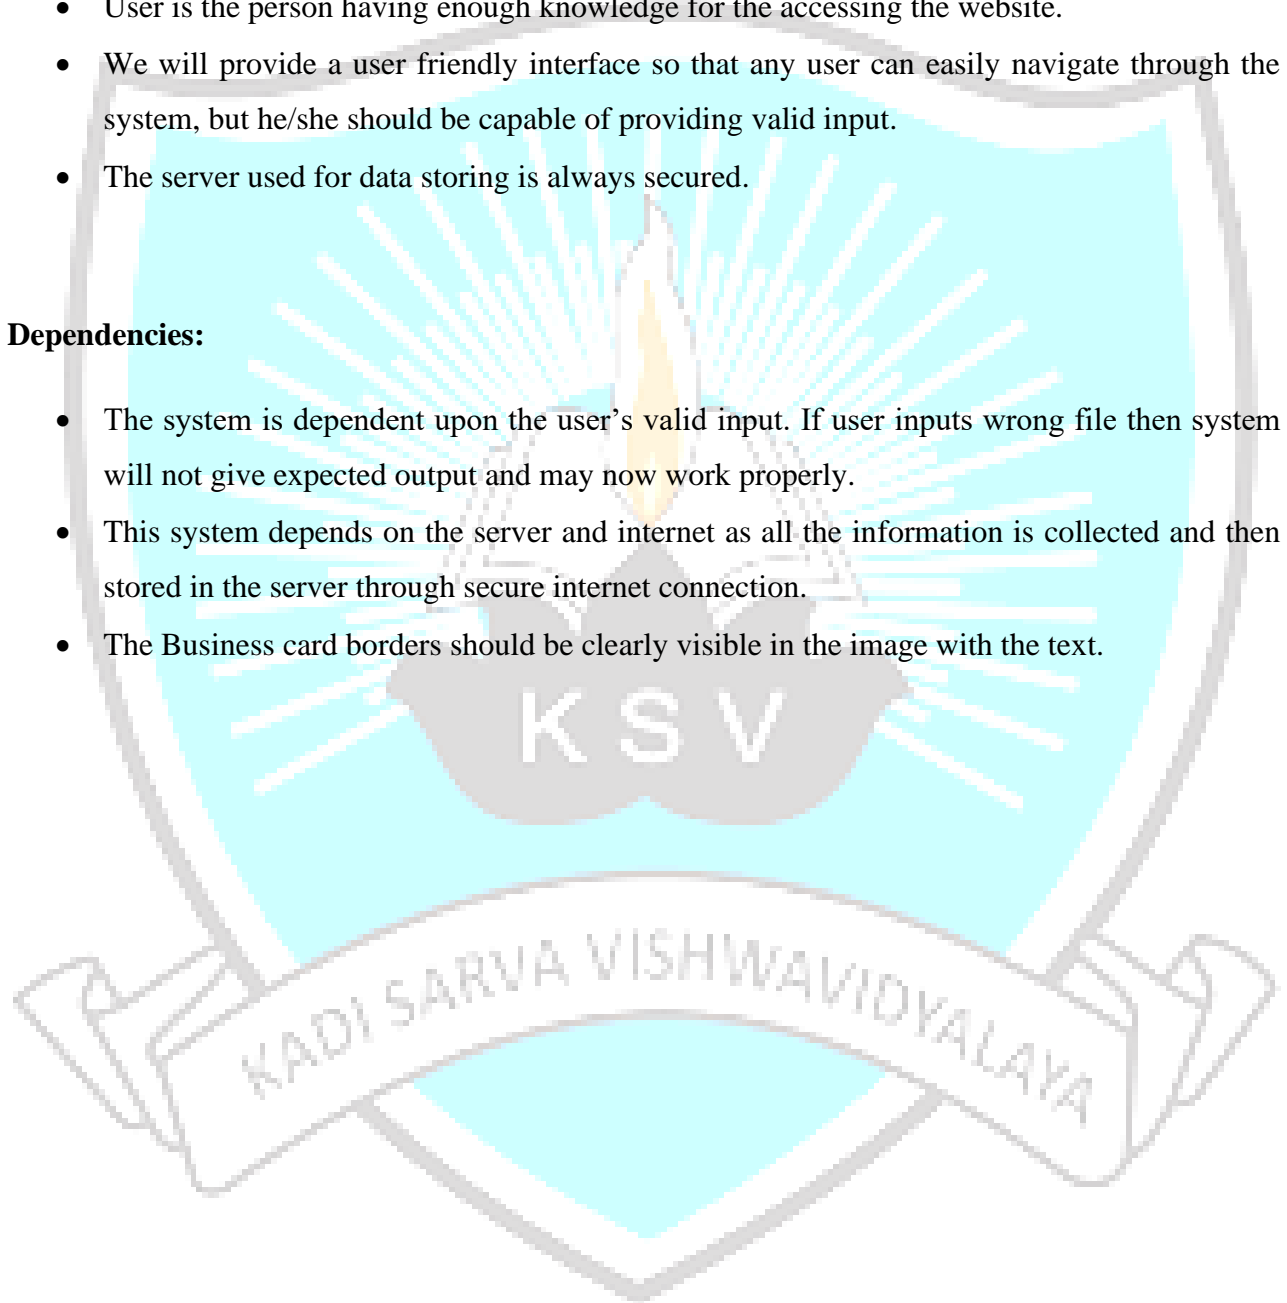 • User is the person having enough knowledge for the accessing the website.
• We will provide a user friendly interface so that any user can easily navigate through the
system, but he/she should be capable of providing valid input.
• The server used for data storing is always secured.
Dependencies:
• The system is dependent upon the user’s valid input. If user inputs wrong file then system
will not give expected output and may now work properly.
• This system depends on the server and internet as all the information is collected and then
stored in the server through secure internet connection.
• The Business card borders should be clearly visible in the image with the text.
K S V
KADI SARVA VISHWAVIDYALAYA